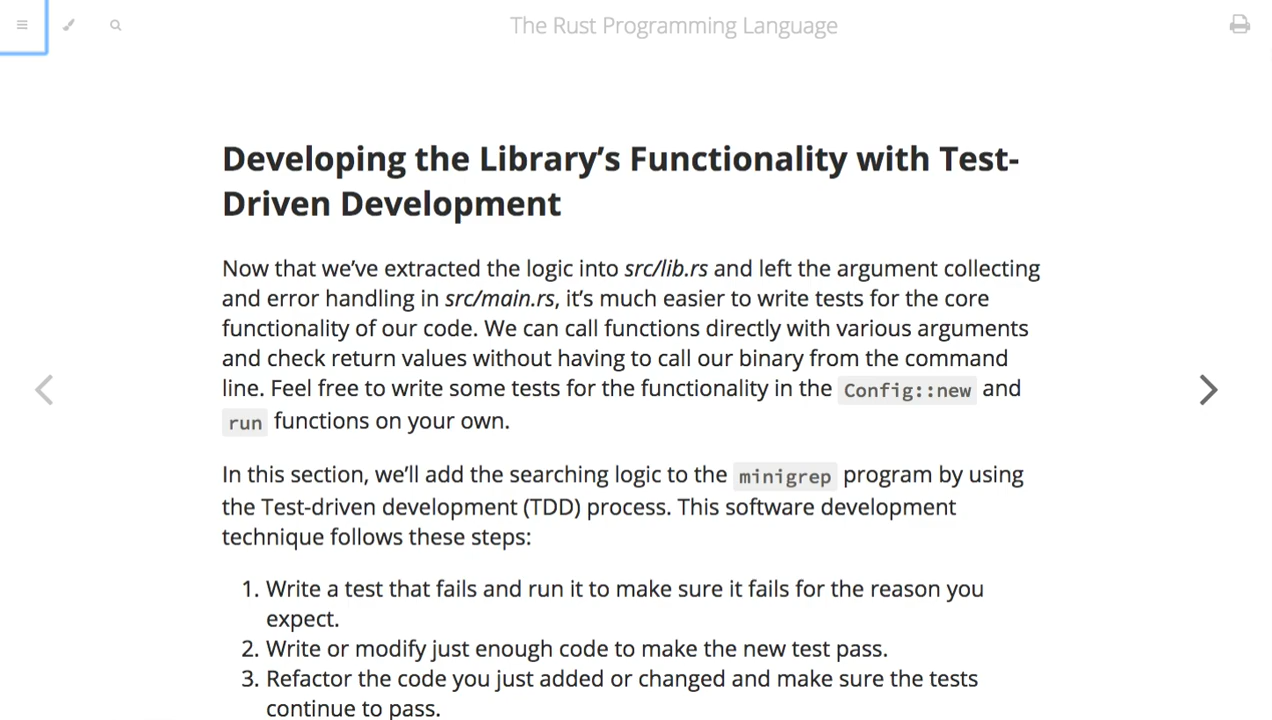 The Rust Programming Language
Developing the Library’s Functionality with Test-
Driven Development
Now that we’ve extracted the logic into src/lib.rs and left the argument collecting
and error handling in src/main.rs, it’s much easier to write tests for the core
functionality of our code. We can call functions directly with various arguments
and check return values without having to call our binary from the command
line. Feel free to write some tests for the functionality in the Config::new and
run functions on your own.
In this section, we’ll add the searching logic to the minigrep program by using
the Test-driven development (TDD) process. This software development
technique follows these steps:
1. Write a test that fails and run it to make sure it fails for the reason you
expect.
2. Write or modify just enough code to make the new test pass.
3. Refactor the code you just added or changed and make sure the tests
continue to pass.